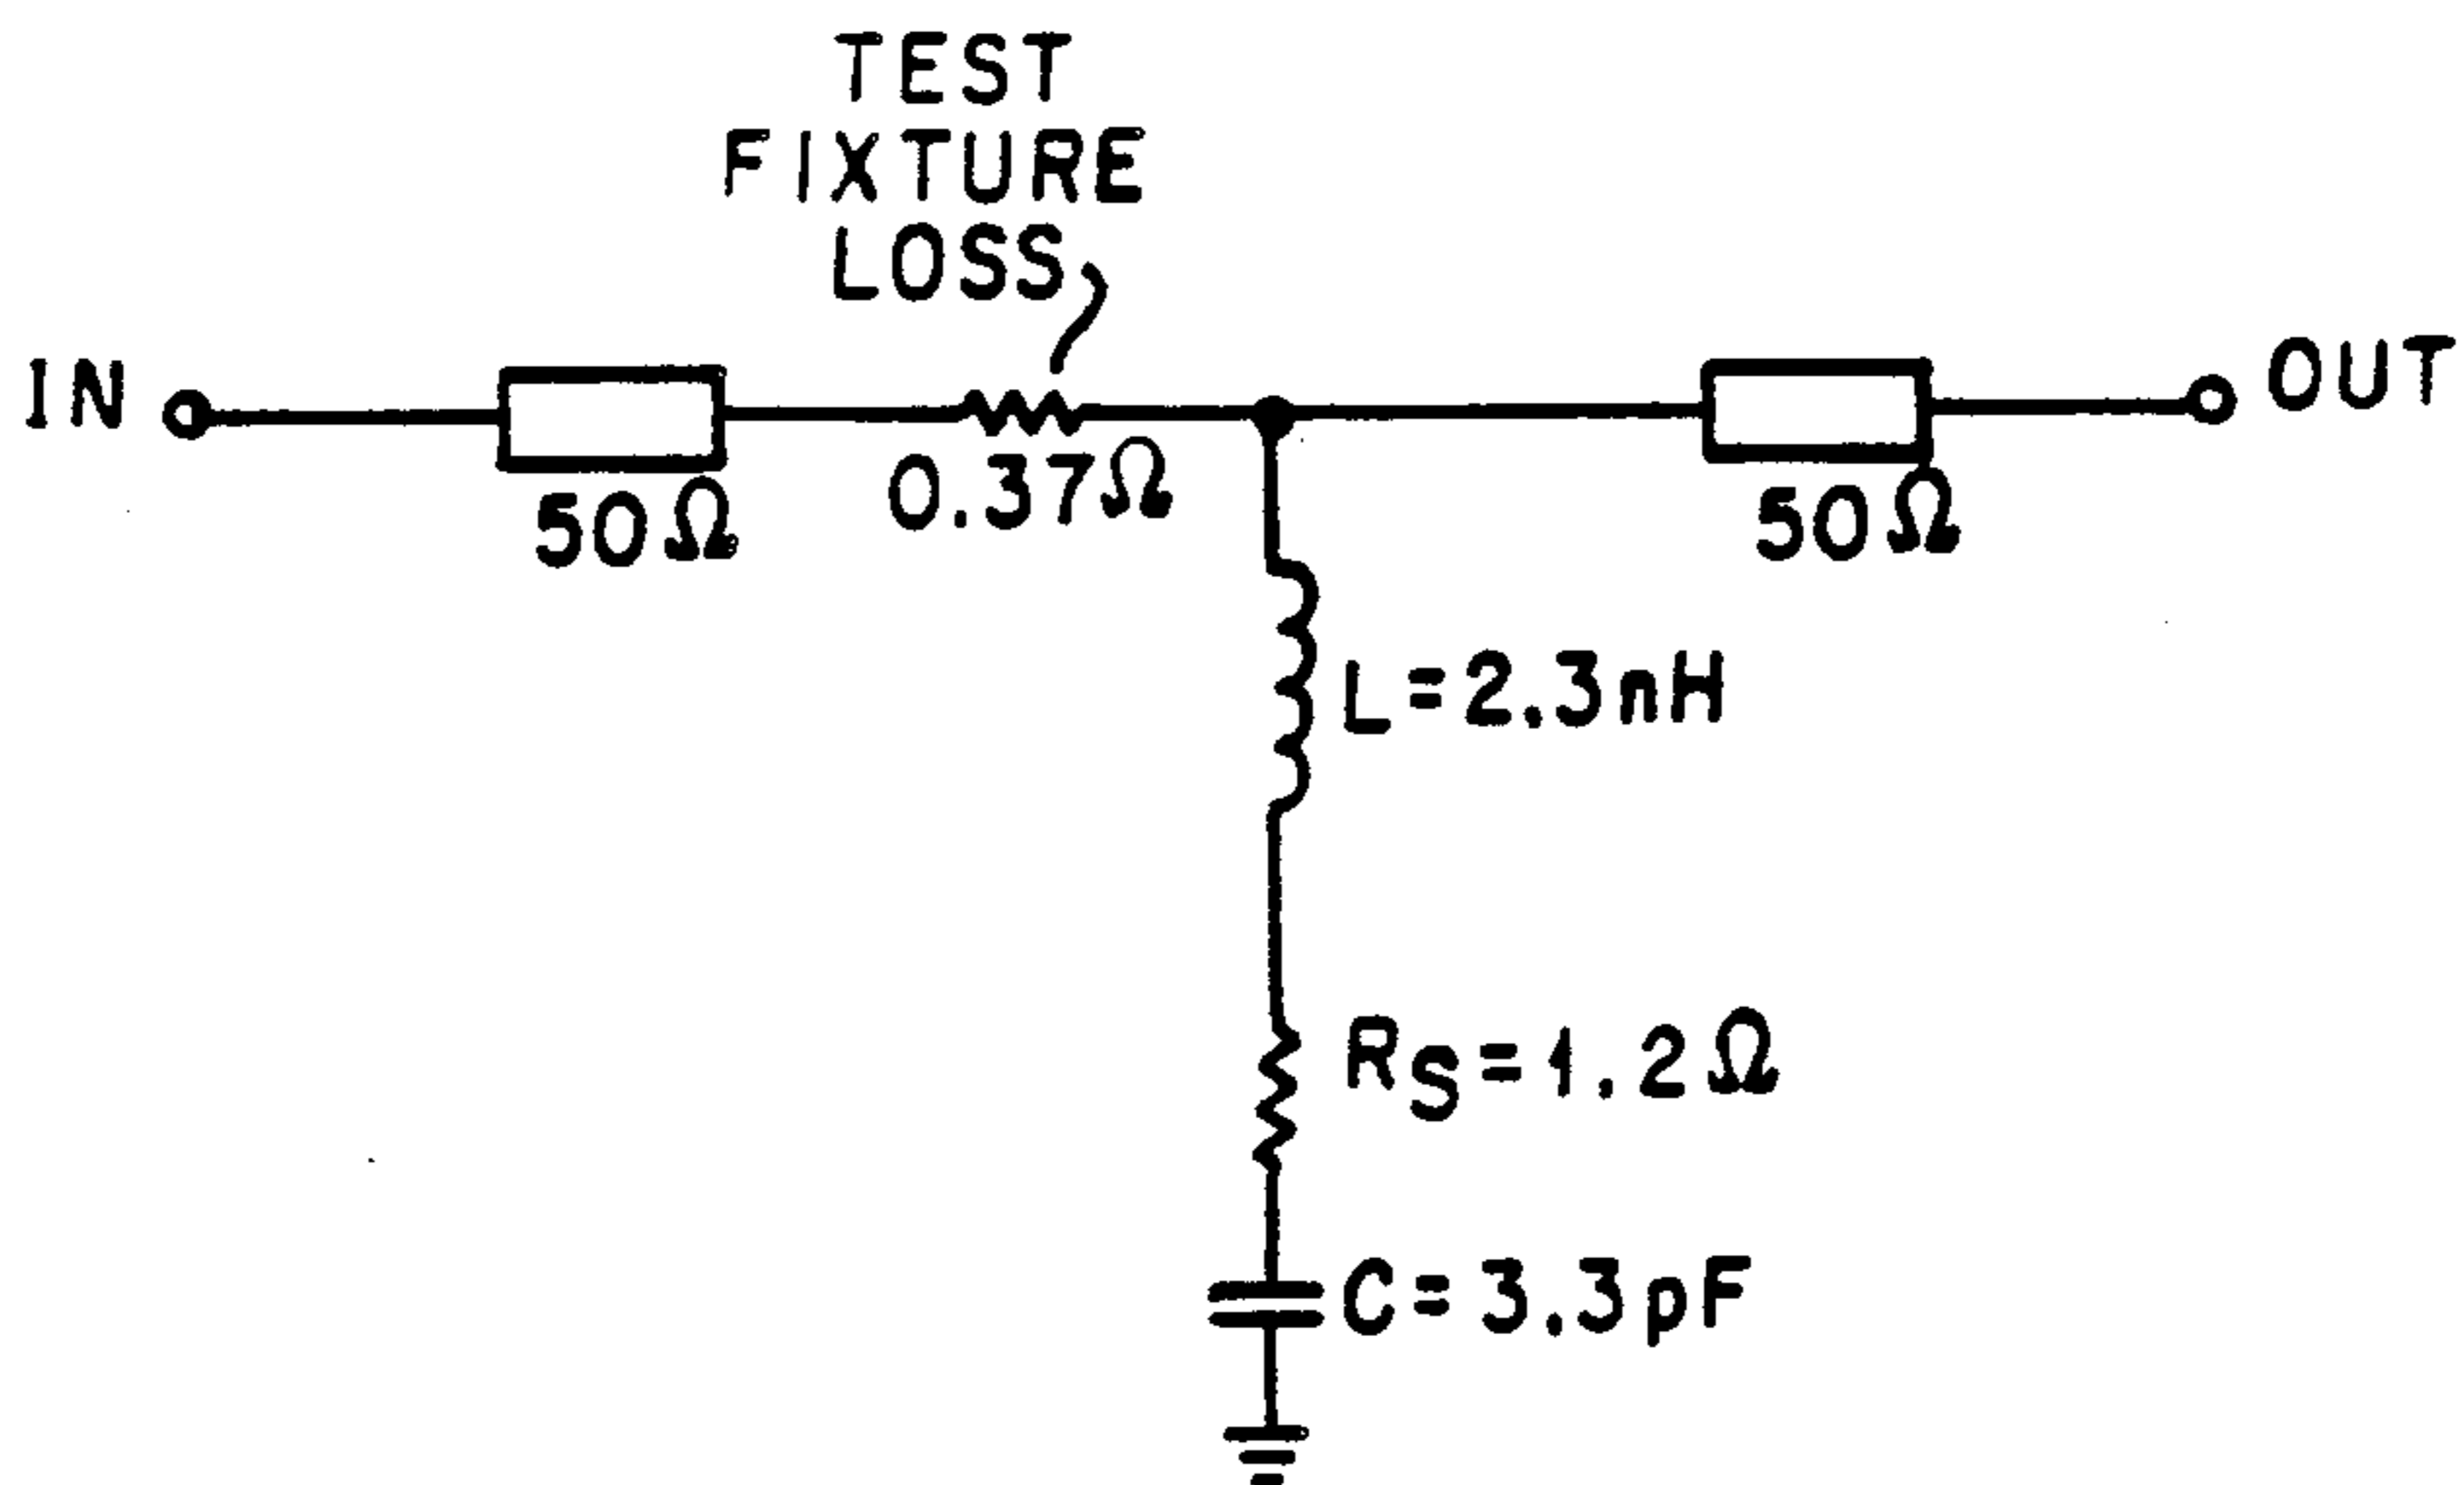 TEST
FIXTURE
LOSS
IN
OUT
50Ω
0.37Ω
50Ω
L=2.3nH
RS=1.2Ω
C=3.3pF